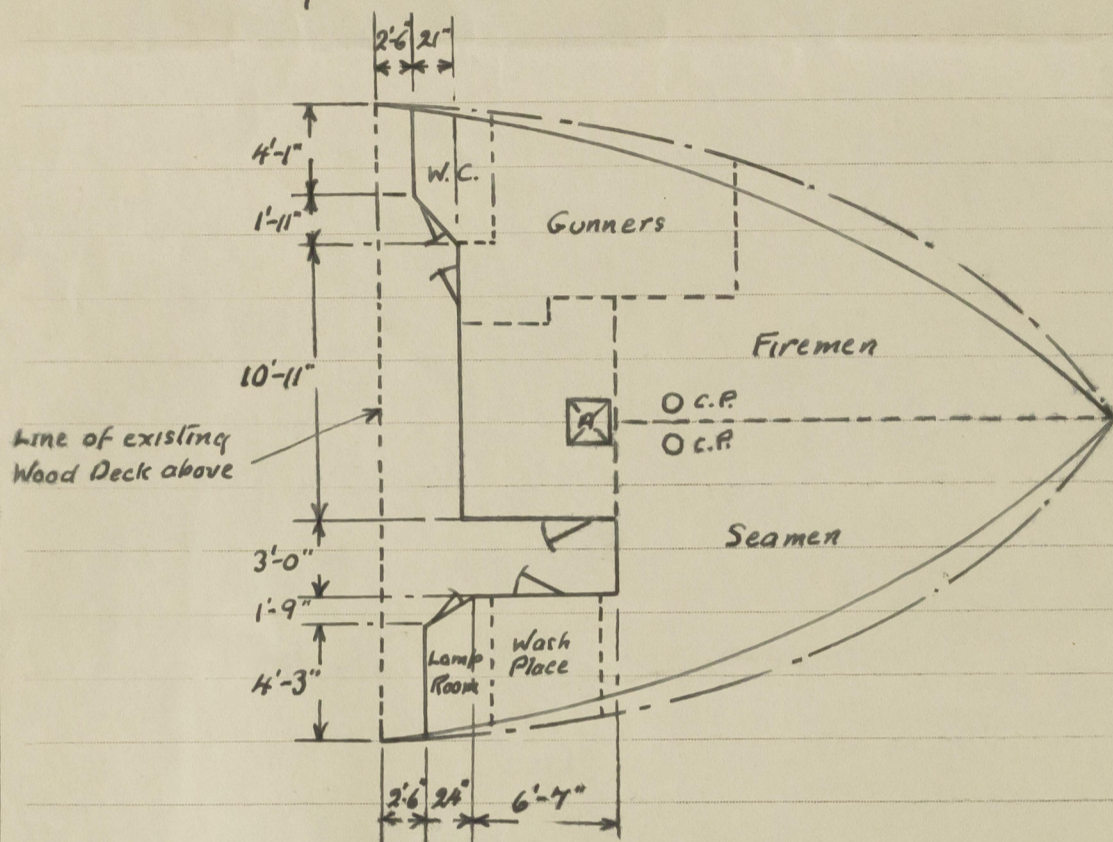 2'-6" 21"
4'-1"
W.C.
1'-11"
Gunners
10'-11"
Firemen
O C.P.
O C.P.
Line of existing
Wood Deck above
Seamen
3'-0"
1'-9"
Wash
Place
Lamp
Room
4'-3"
2'-6" 24" 6'-7"